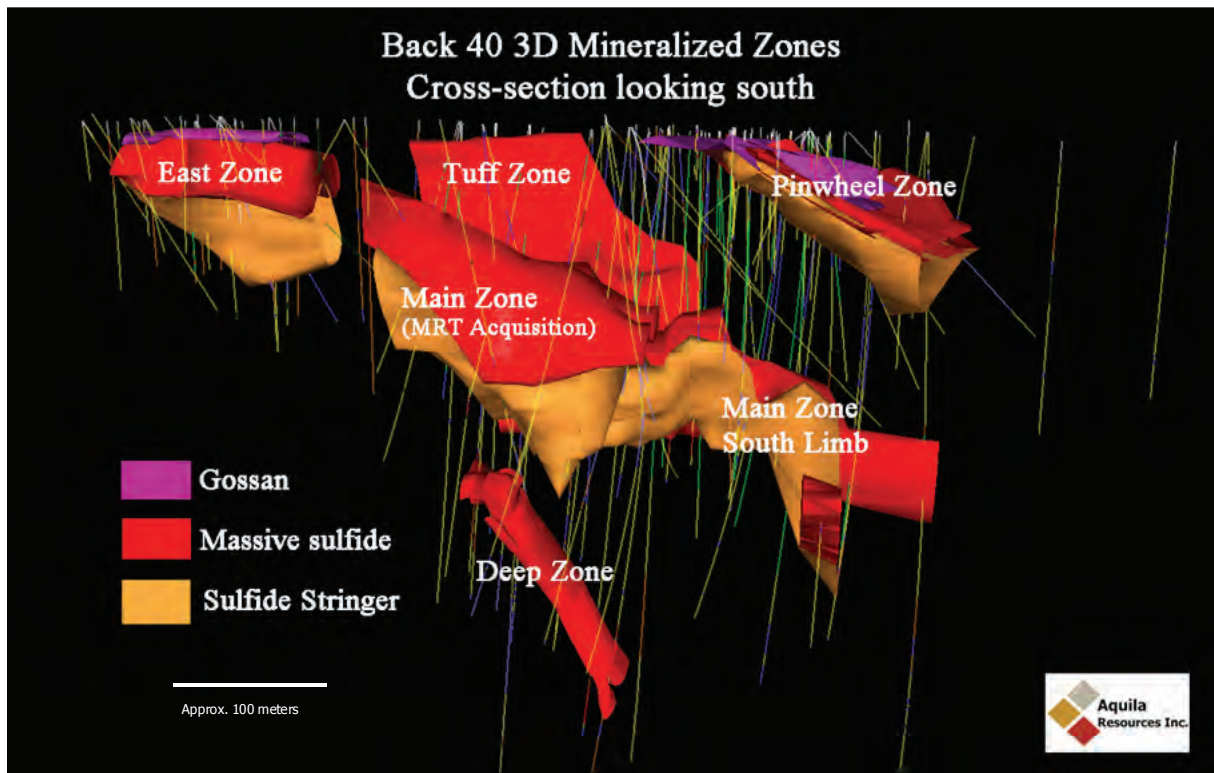 Back 40 3D Mineralized Zones
Cross-section looking south
East Zone
Tuff Zone
Pinwheel Zone
Main Zone
(MRT Acquisition)
Main Zone
South Limb
Gossan
Massive sulfide
Deep Zone
Sulfide Stringer
Approx. 100 meters
Aquila
Resources Inc.